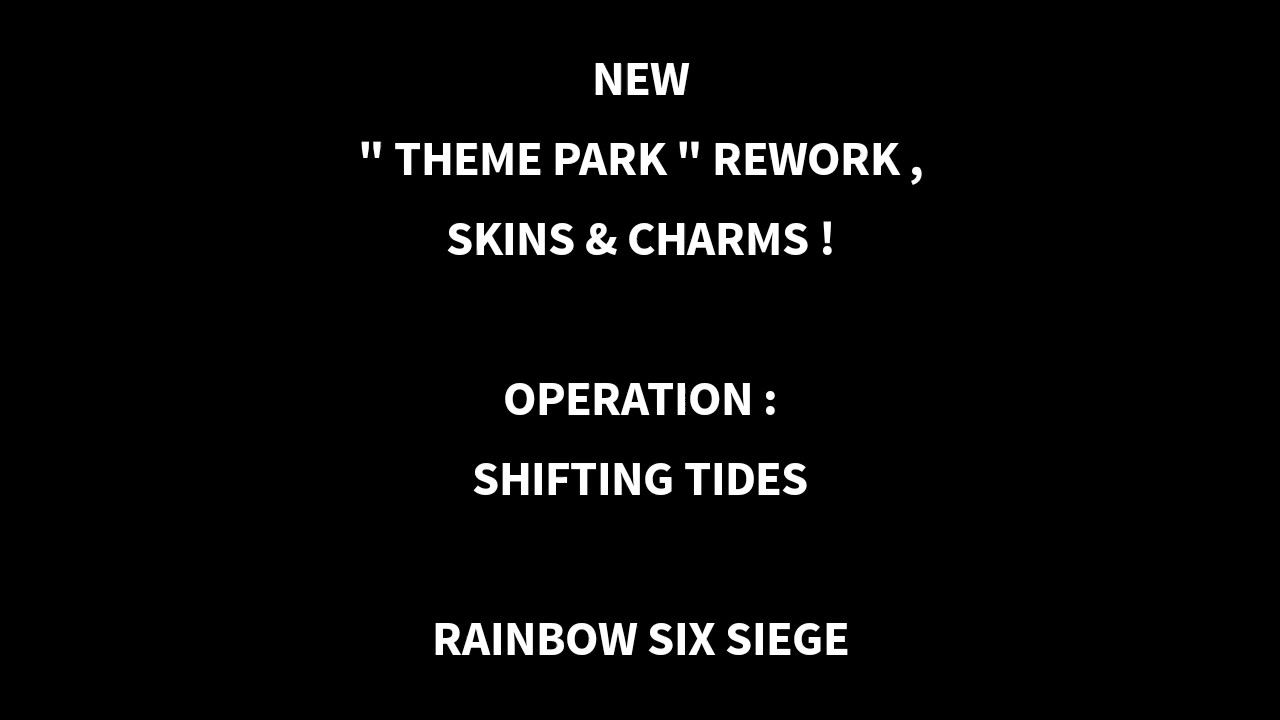 NEW
" THEME PARK " REWORK ,
SKINS & CHARMS !
OPERATION :
SHIFTING TIDES
RAINBOW SIX SIEGE